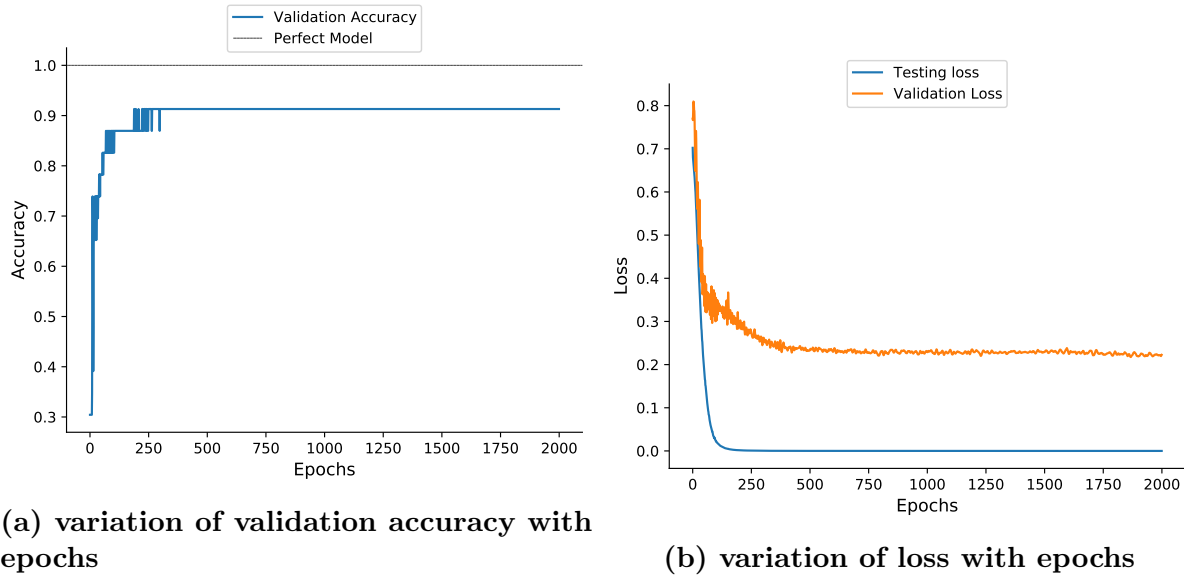 Validation Accuracy
Perfect Model
1.0
0.9
0.8
0.7
0.6
0.5
0.4
0.3
Accuracy
0 250 500 750 1000 1250 1500 1750 2000
Epochs
(a) variation of validation accuracy with
epochs
Testing loss
Validation Loss
0.8
0.7
0.6
0.5
0.4
0.3
0.2
0.1
0.0
Loss
0 250 500 750 1000 1250 1500 1750 2000
Epochs
(b) variation of loss with epochs